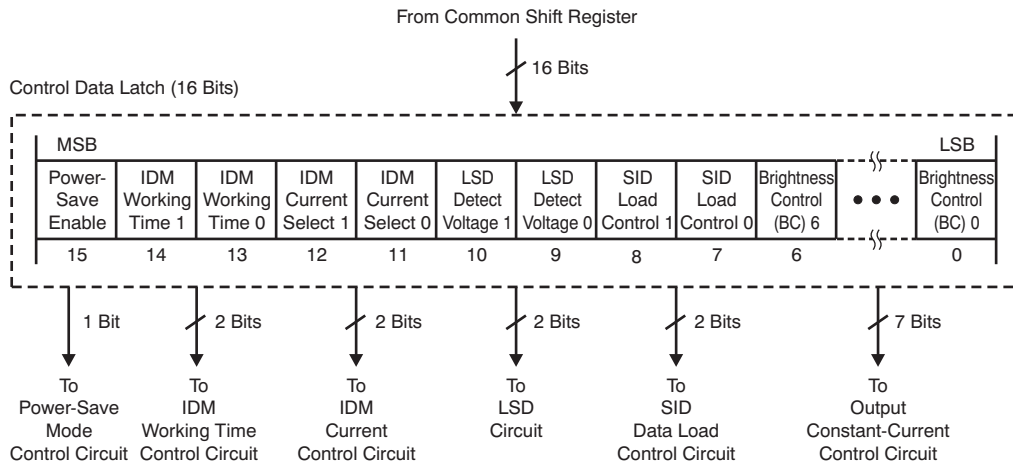 From Common Shift Register
16 Bits
Control Data Latch (16 Bits)
MSB
LSB
Power-
Save
Enable
IDM
Working
Time 1
IDM
Working
Time 0
IDM
Current
Select 1
IDM
Current
Select 0
LSD
Detect
Voltage 1
LSD
Detect
Voltage 0
SID
Load
Control 1
SID
Load
Control 0
Brightness
Control
(BC) 6
Brightness
Control
(BC) 0
15
14
13
12
11
10
9
8
7
6
0
1 Bit
2 Bits
2 Bits
2 Bits
2 Bits
7 Bits
To
Power-Save
Mode
Control Circuit
To
IDM
Working Time
Control Circuit
To
IDM
Current
Control Circuit
To
LSD
Circuit
To
SID
Data Load
Control Circuit
To
Output
Constant-Current
Control Circuit